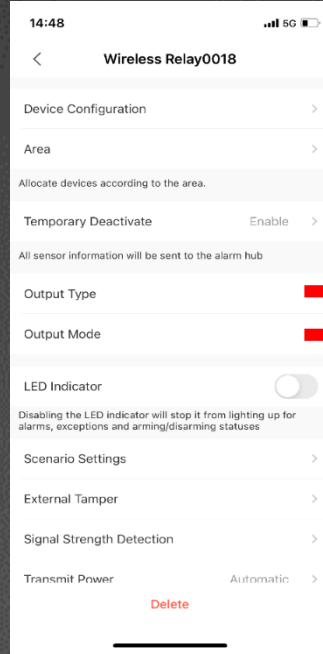 14:48
5G
Wireless Relay0018
Device Configuration
Area
Allocate devices according to the area.
Temporary Deactivate Enable
All sensor information will be sent to the alarm hub
Output Type
Output Mode
LED Indicator
Disabling the LED indicator will stop it from lighting up for
alarms, exceptions and arming/disarming statuses
Scenario Settings
External Tamper
Signal Strength Detection
Transmit Power Automatic
Delete